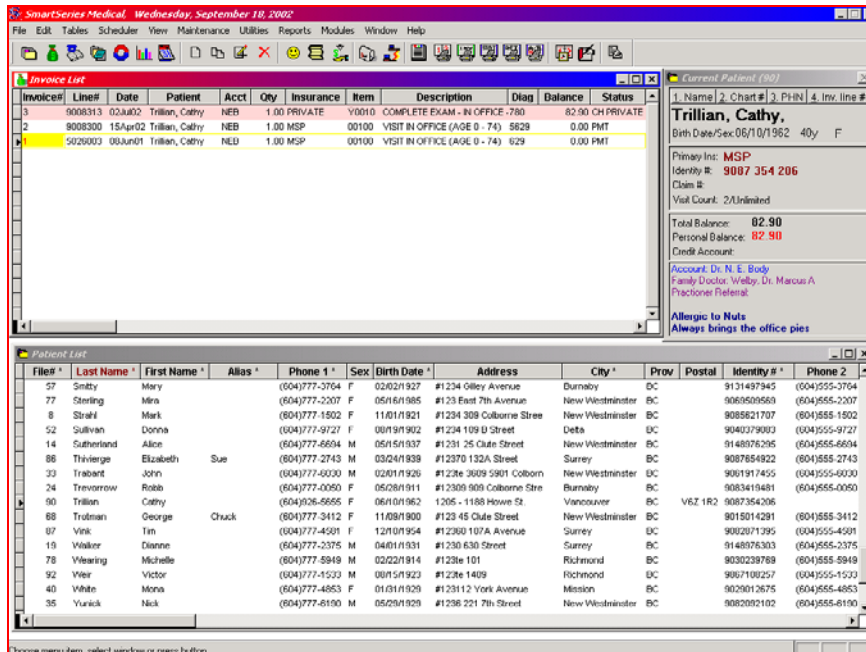 SmartSeries Medical, Wednesday, September 18, 2002
File Edit Tables Scheduler View Maintenance Utilities Reports Modules Window Help
Invoice List
Invoice# Line# Date Patient Acct Qty Insurance Item Description Diag Balance Status
3 9008313 02Jul02 Trillian, Cathy NEB 1.00 PRIVATE Y0010 COMPLETE EXAM - IN OFFICE -780 82.90 CH PRIVATE
2 9008300 15Apr02 Trillian, Cathy NEB 1.00 MSP 00100 VISIT IN OFFICE (AGE 0 - 74) 5629 0.00 PMT
1 5026003 08Jun01 Trillian, Cathy NEB 1.00 MSP 00100 VISIT IN OFFICE (AGE 0 - 74) 629 0.00 PMT
Current Patient (90)
1. Name 2. Chart# 3. PHN 4. Inv. line #
Trillian, Cathy,
Birth Date/Sex: 06/10/1962 40y F
Primary Ins: MSP
Identity #: 9087 354 206
Claim #:
Visit Count: 2/Unlimited
Total Balance: 82.90
Personal Balance: 82.90
Credit Account:
Account: Dr. N. E. Body
Family Doctor: Welby, Dr. Marcus A
Practioner Referral:
Allergic to Nuts
Always brings the office pies
Patient List
File# Last Name First Name Alias Phone 1 Sex Birth Date Address City Prov Postal Identity # Phone 2
57 Smitty Mary (604)777-3764 F 02/02/1927 #1234 Gilley Avenue Burnaby BC 9131497945 (604)555-3764
77 Sterling Mira (604)777-2207 F 05/16/1985 #123 East 7th Avenue New Westminster BC 9069509569 (604)555-2207
8 Strahl Mark (604)777-1502 F 11/01/1921 #1234 309 Colborne Stree New Westminster BC 9085621707 (604)555-1502
52 Sullivan Donna (604)777-9727 F 08/19/1902 #1234 109 B Street Delta BC 9040379083 (604)555-9727
14 Sutherland Alice (604)777-6694 M 05/15/1937 #1231 25 Clute Street New Westminster BC 9148976295 (604)555-6694
86 Thivierge Elizabeth Sue (604)777-2743 M 03/24/1939 #12370 132A Street Surrey BC 9087654922 (604)555-2743
33 Trabant John (604)777-6030 M 02/01/1926 #123te 3609 5901 Colborn New Westminster BC 9061917455 (604)555-6030
24 Trevorrow Robb (604)777-0050 F 05/28/1911 #12309 909 Colborne Stre Burnaby BC 9083419481 (604)555-0050
90 Trillian Cathy (604)926-5655 F 06/10/1962 1205 - 1188 Howe St. Vancouver BC V6Z 1R2 9087354206
68 Trotman George Chuck (604)777-3412 F 11/09/1900 #123 45 Clute Street New Westminster BC 9015014291 (604)555-3412
87 Vink Tim (604)777-4581 F 12/10/1954 #12360 107A Avenue Surrey BC 9082871395 (604)555-4581
19 Walker Dianne (604)777-2375 M 04/01/1931 #1230 630 Street Surrey BC 9148976303 (604)555-2375
78 Wearing Michelle (604)777-5949 M 02/22/1914 #123te 101 Richmond BC 9030239769 (604)555-5949
92 Weir Victor (604)777-1533 M 08/15/1923 #123te 1409 Richmond BC 9867108257 (604)555-1533
40 White Mona (604)777-4853 F 01/31/1929 #123112 York Avenue Mission BC 9029012675 (604)555-4853
35 Yunick Nick (604)777-6190 M 05/29/1929 #1236 221 7th Street New Westminster BC 9082092102 (604)555-6190
Choose menu item, select window or press button